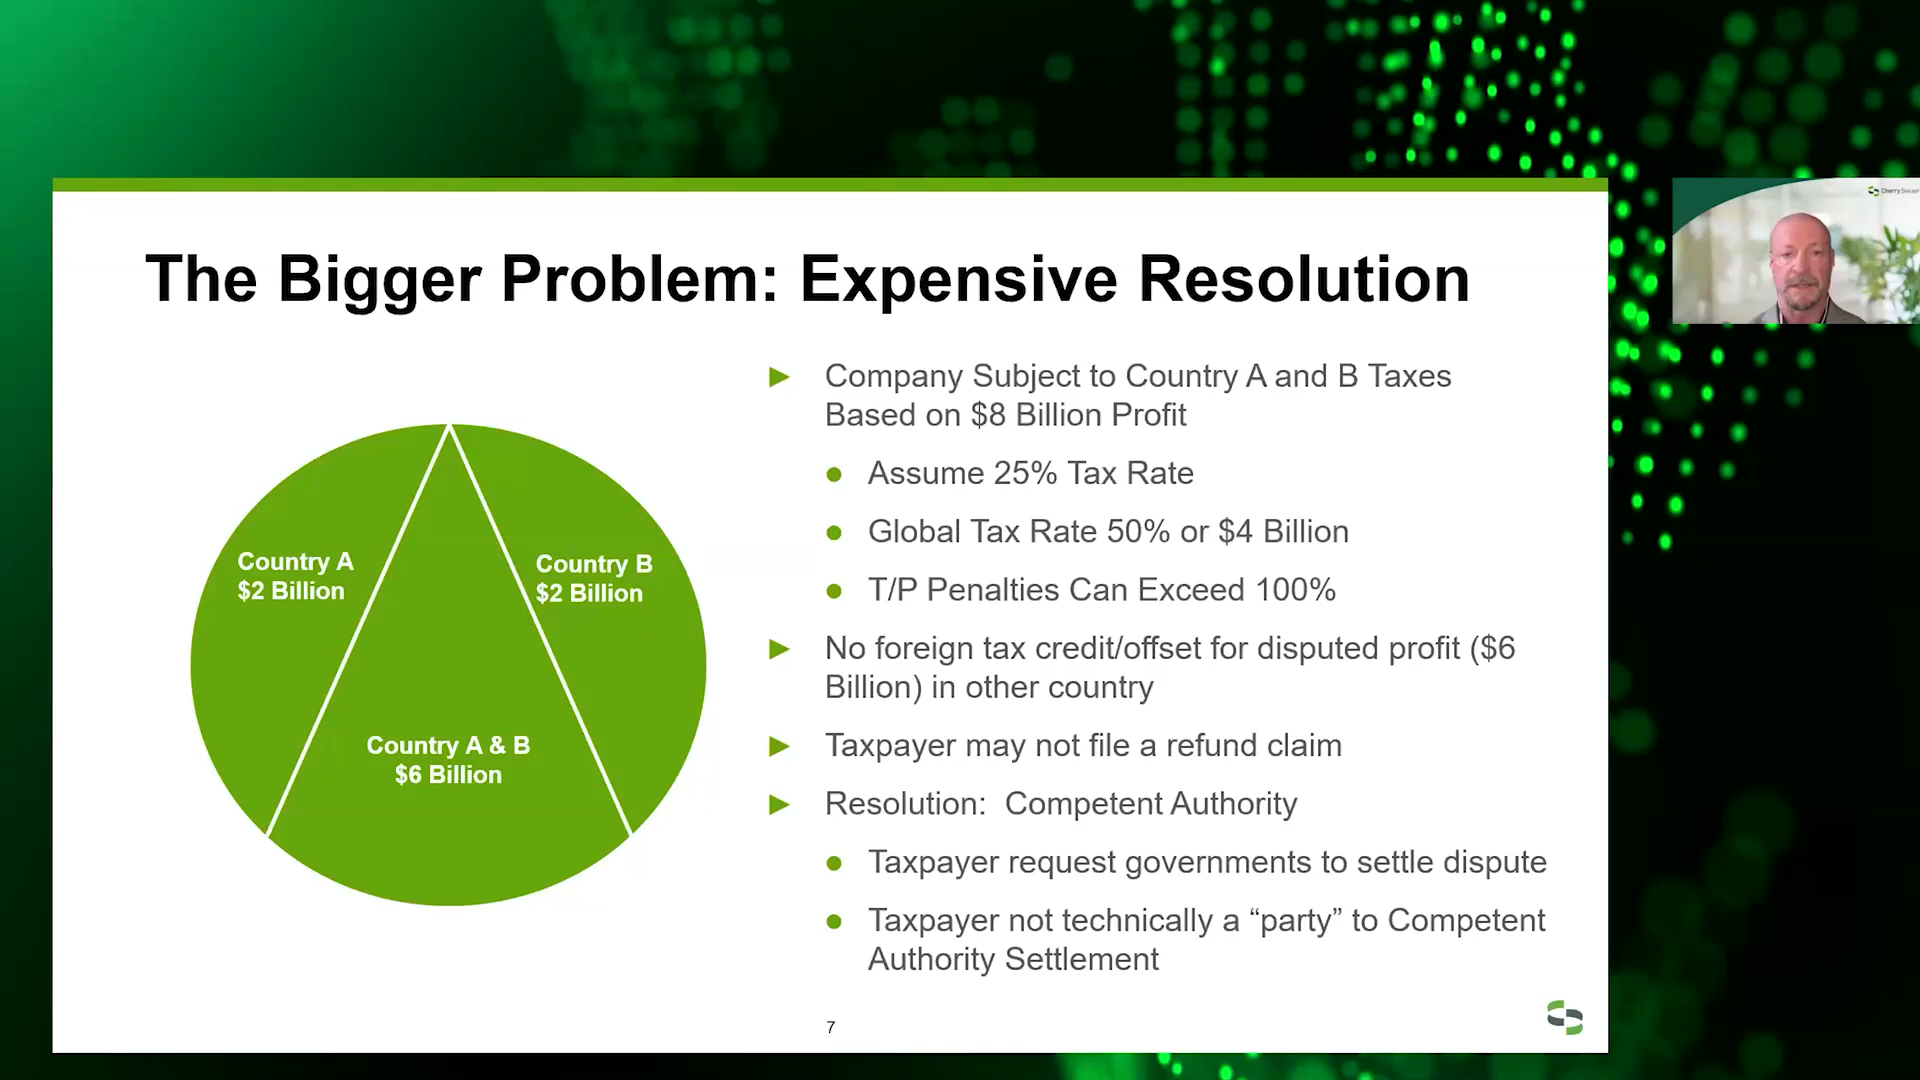 Cherry Bekaert
The Bigger Problem: Expensive Resolution
Country A
$2 Billion
Country B
$2 Billion
Country A & B
$6 Billion
► Company Subject to Country A and B Taxes
Based on $8 Billion Profit
● Assume 25% Tax Rate
● Global Tax Rate 50% or $4 Billion
● T/P Penalties Can Exceed 100%
► No foreign tax credit/offset for disputed profit ($6
Billion) in other country
► Taxpayer may not file a refund claim
► Resolution:  Competent Authority
● Taxpayer request governments to settle dispute
● Taxpayer not technically a “party” to Competent
Authority Settlement
7